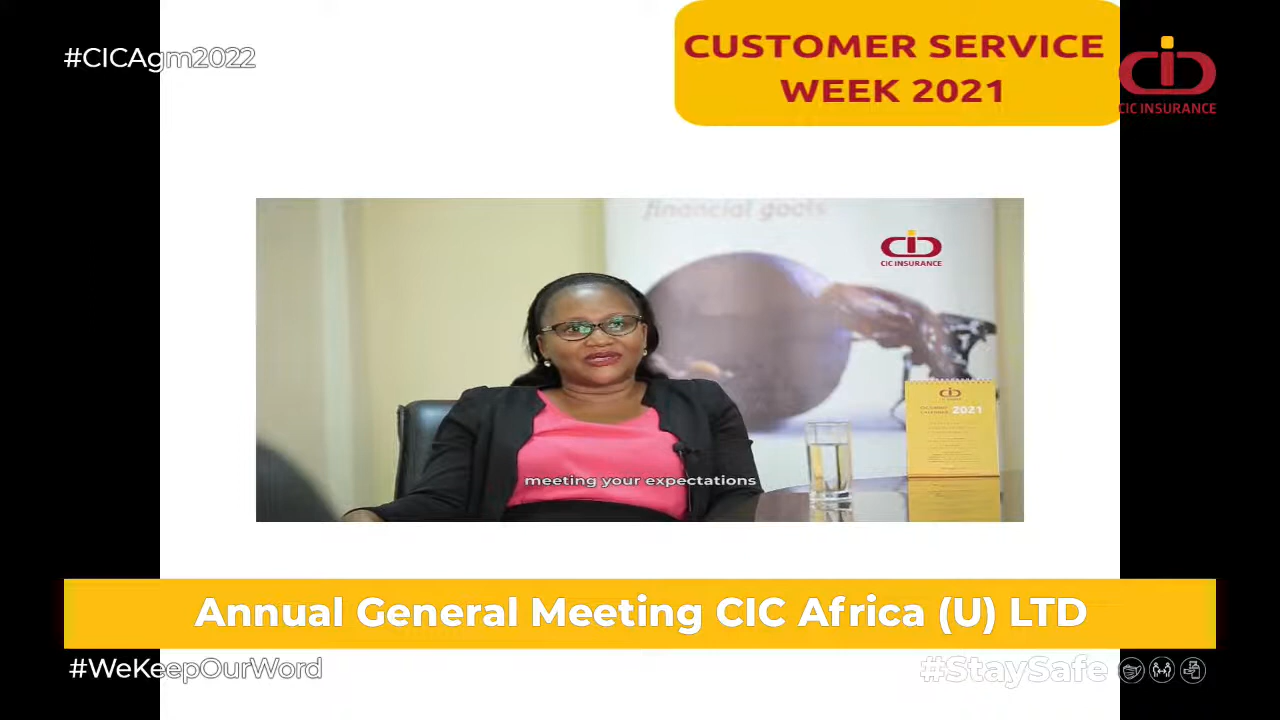 #CICAgm2022
CUSTOMER SERVICE
WEEK 2021
CIC INSURANCE
financial goals
CIC INSURANCE
2021
meeting your expectations
Annual General Meeting CIC Africa (U) LTD
#WeKeepOurWord
#StaySafe